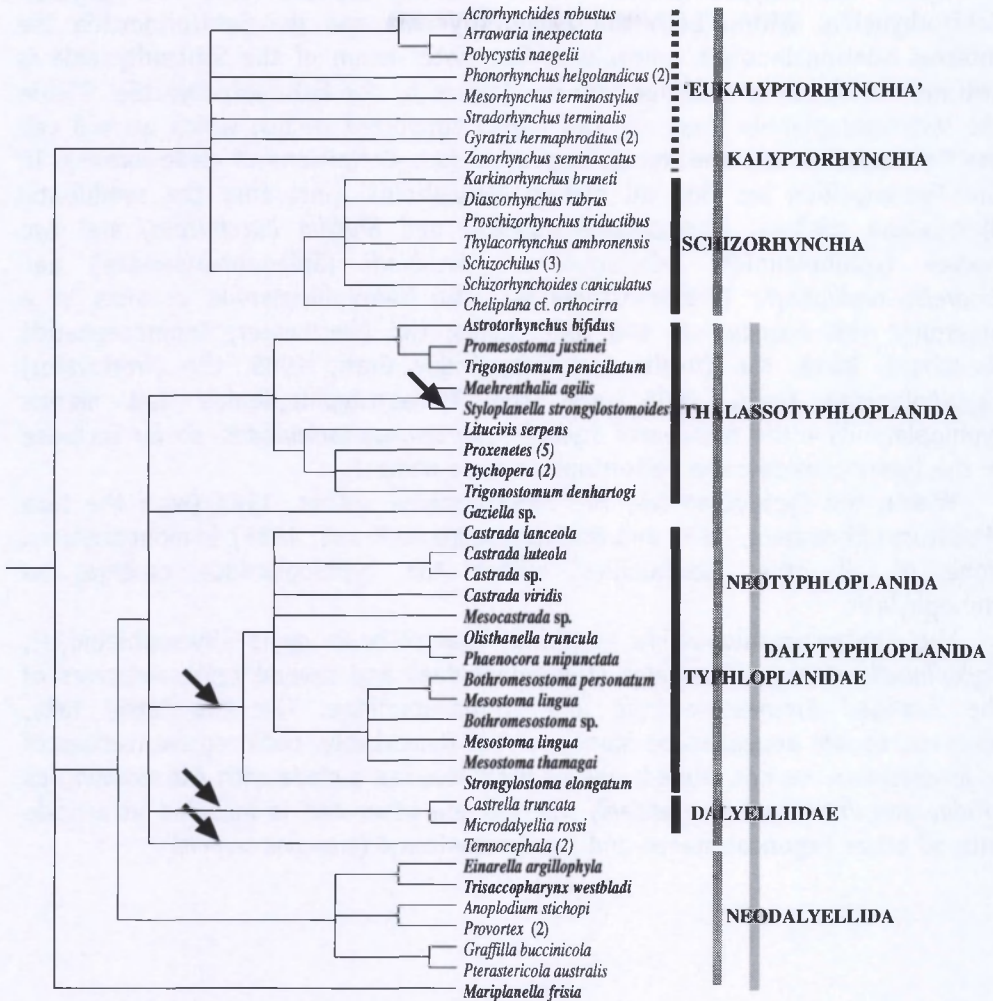 Actorhynchides robustus
Arrawaria inexpectata
Polycystis naegelii
Phonorhynchus helgolandicus (2)
'EUKALYPTORHYNCHIA'
Mesorhynchus terminostylus
Stradorhynchus terminalis
Gyratrix hermaphroditus (2)
Zonorhynchus seminascatus
KALYPTORHYNCHIA
Karkinorhynchus bruneti
Diascorhynchus rubrus
Proschizorhynchus triductibus
Thylacorhynchus ambronensis
SCHIZORHYNCHIA
Schizochilus (3)
Schizorhynchoides caniculatus
Cheliplana cf. orthocirra
Astrotorhynchus bifidus
Promesostoma justinei
Trigonostomum penicillatum
Maehrenthalia agilis
Styloplanella strongylostomoides
THALASSOTYPHLOPLANIDA
Litucivis serpens
Proxenetes (5)
Ptychopera (2)
Trigonostomum denhartogi
Gaziella sp.
Castrada lanceola
Castrada luteola
Castrada sp.
NEOTYPHLOPLANIDA
Castrada viridis
Mesocastrada sp.
Olisthanella truncula
DALYTYPHLOPLANIDA
Phaenocora unipunctata
Bothromesostoma personatum
TYPHLOPLANIDAE
Mesostoma lingua
Bothromesostoma sp.
Mesostoma lingua
Mesostoma thamagai
Strongylostoma elongatum
Castrella truncata
DALYELLIIDAE
Microdalyellia rossi
Temnocephala (2)
Einarella argillophyla
Trisaccopharynx westbladi
Anoplodium stichopi
NEODALYELLIDA
Provortex (2)
Graffilla buccinicola
Pterastericola australis
Mariplanella frisia